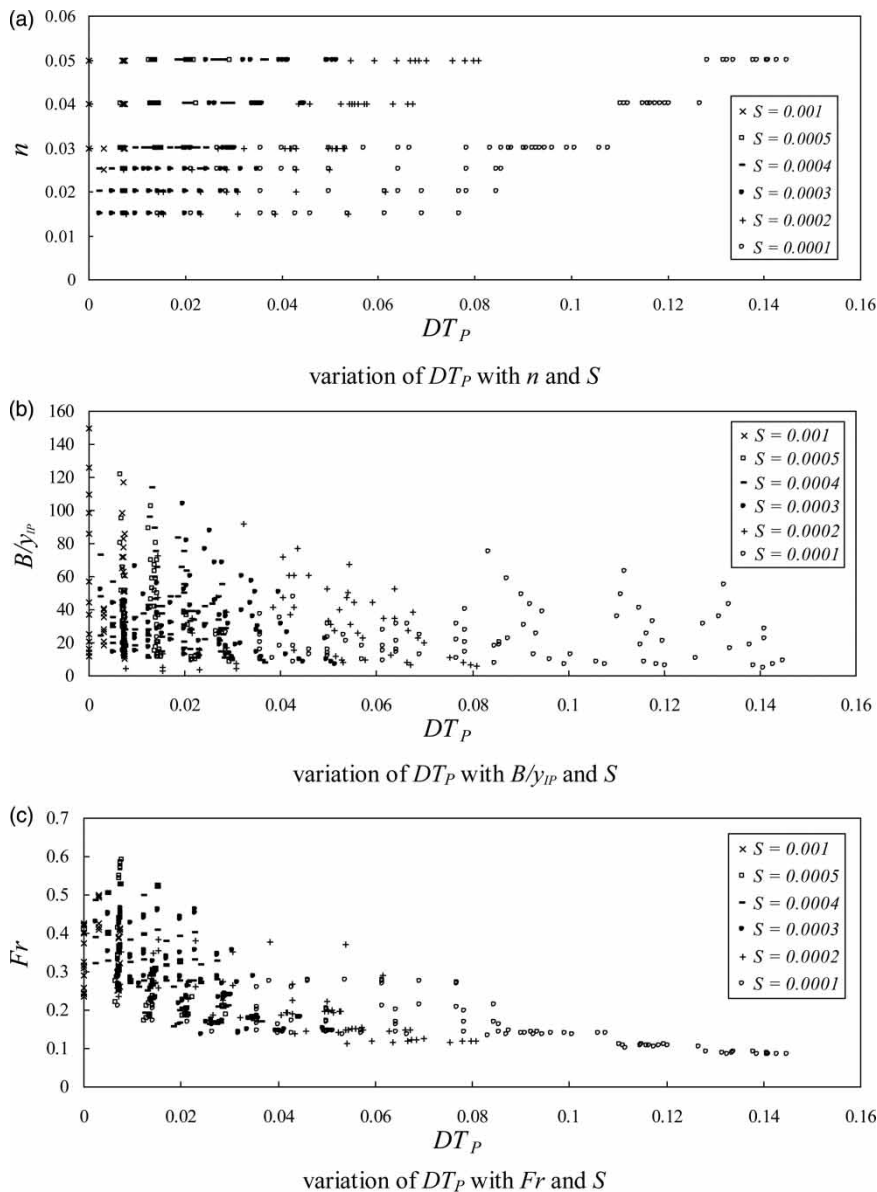 (a)
0.06
0.05
0.04
0.03
0.02
0.01
0
n
× S = 0.001
□ S = 0.0005
- S = 0.0004
• S = 0.0003
+ S = 0.0002
○ S = 0.0001
0 0.02 0.04 0.06 0.08 0.1 0.12 0.14 0.16
DT_P
variation of DT_P with n and S
(b)
160
140
120
100
80
60
40
20
0
B/y_IP
× S = 0.001
□ S = 0.0005
- S = 0.0004
• S = 0.0003
+ S = 0.0002
○ S = 0.0001
0 0.02 0.04 0.06 0.08 0.1 0.12 0.14 0.16
DT_P
variation of DT_P with B/y_IP and S
(c)
0.7
0.6
0.5
0.4
0.3
0.2
0.1
0
Fr
× S = 0.001
□ S = 0.0005
- S = 0.0004
• S = 0.0003
+ S = 0.0002
○ S = 0.0001
0 0.02 0.04 0.06 0.08 0.1 0.12 0.14 0.16
DT_P
variation of DT_P with Fr and S